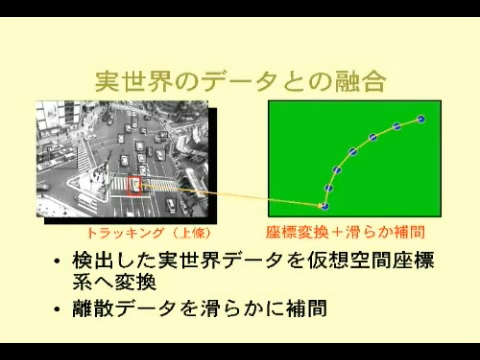 実世界のデータとの融合
トラッキング（上條）
座標変換＋滑らか補間
• 検出した実世界データを仮想空間座標
系へ変換
• 離散データを滑らかに補間